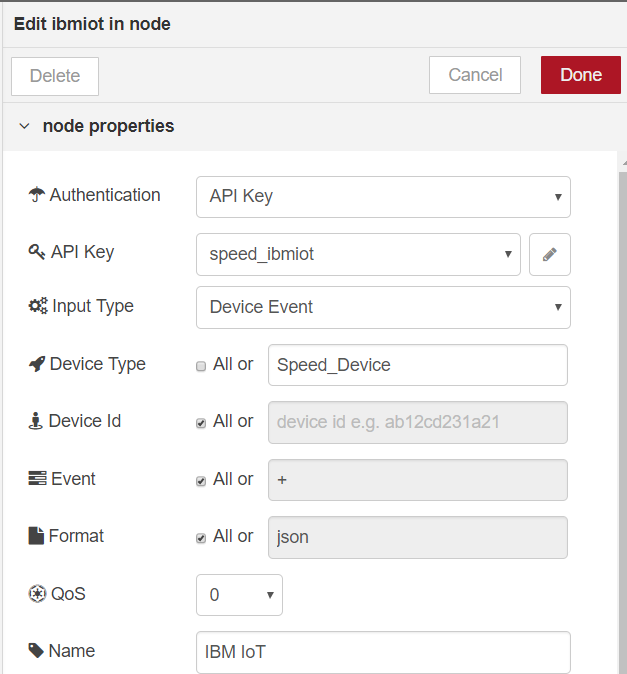 Edit ibmiot in node
Delete Cancel Done
node properties
Authentication API Key
API Key speed_ibmiot
Input Type Device Event
Device Type All or Speed_Device
Device Id All or device id e.g. ab12cd231a21
Event All or +
Format All or json
QoS 0
Name IBM IoT